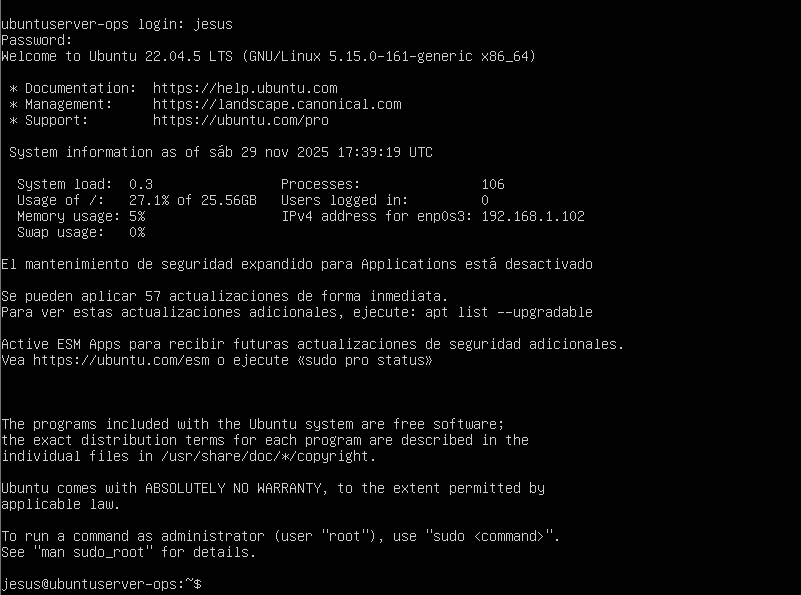 ubuntuserver-ops login: jesus
Password:
Welcome to Ubuntu 22.04.5 LTS (GNU/Linux 5.15.0-161-generic x86_64)
* Documentation:  https://help.ubuntu.com
* Management:     https://landscape.canonical.com
* Support:        https://ubuntu.com/pro
System information as of sáb 29 nov 2025 17:39:19 UTC
System load:  0.3                Processes:               106
Usage of /:   27.1% of 25.56GB   Users logged in:         0
Memory usage: 5%                 IPv4 address for enp0s3: 192.168.1.102
Swap usage:   0%
El mantenimiento de seguridad expandido para Applications está desactivado
Se pueden aplicar 57 actualizaciones de forma inmediata.
Para ver estas actualizaciones adicionales, ejecute: apt list --upgradable
Active ESM Apps para recibir futuras actualizaciones de seguridad adicionales.
Vea https://ubuntu.com/esm o ejecute «sudo pro status»
The programs included with the Ubuntu system are free software;
the exact distribution terms for each program are described in the
individual files in /usr/share/doc/*/copyright.
Ubuntu comes with ABSOLUTELY NO WARRANTY, to the extent permitted by
applicable law.
To run a command as administrator (user "root"), use "sudo <command>".
See "man sudo_root" for details.
jesus@ubuntuserver-ops:~$